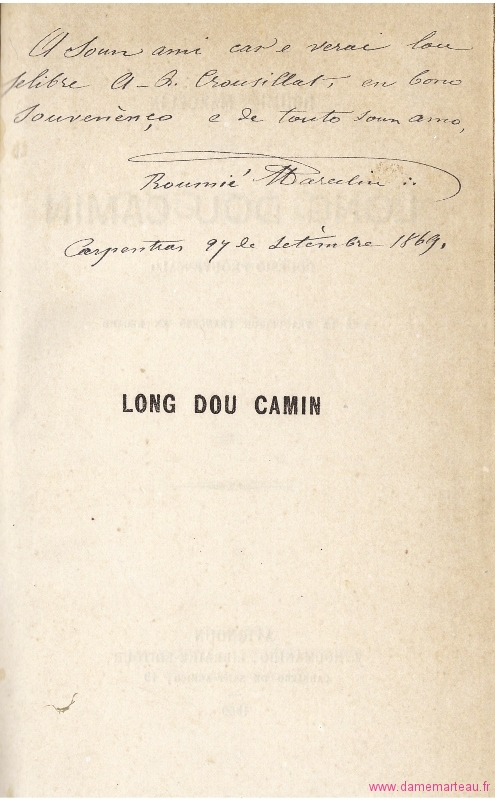 A soun ami car e verai lou
felibre A-B. Crousillat, en bono
souvenènço e de touto soun amo,
Roumié Marcelin
Carpentras 27 de setèmbre 1869.
LONG DOU CAMIN
www.damemarteau.fr